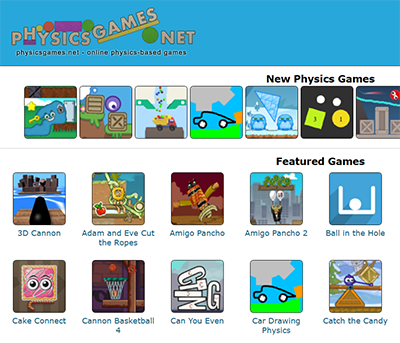 PHYSICSGAMES.NET
physicsgames.net - online physics-based games
New Physics Games
Featured Games
3D Cannon
Adam and Eve Cut
the Ropes
Amigo Pancho
Amigo Pancho 2
Ball in the Hole
Cake Connect
Cannon Basketball
4
Can You Even
Car Drawing
Physics
Catch the Candy